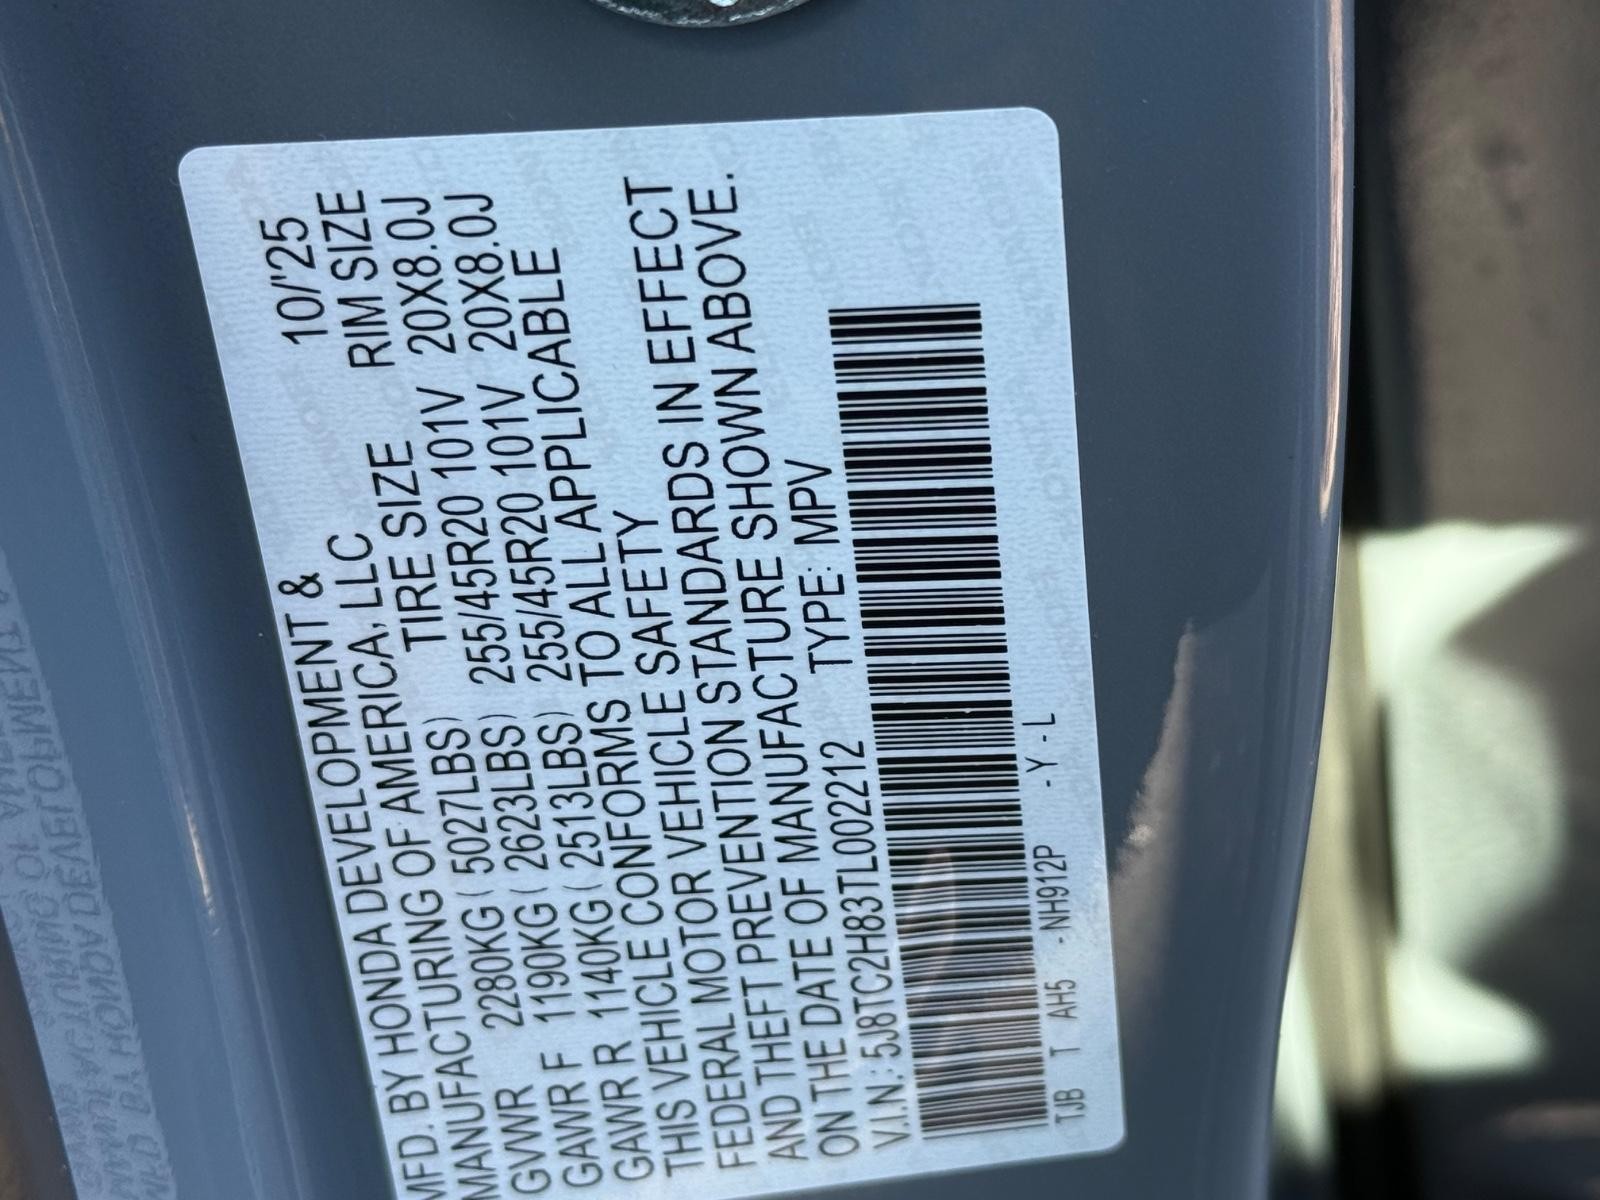 MFD. BY HONDA DEVELOPMENT & 10/'25
MANUFACTURING OF AMERICA, LLC RIM SIZE
TIRE SIZE
GVWR 2280KG ( 5027LBS) 255/45R20 101V 20X8.0J
GAWR F 1190KG ( 2623LBS) 255/45R20 101V 20X8.0J
GAWR R 1140KG ( 2513LBS)
THIS VEHICLE CONFORMS TO ALL APPLICABLE
FEDERAL MOTOR VEHICLE SAFETY
AND THEFT PREVENTION STANDARDS IN EFFECT
ON THE DATE OF MANUFACTURE SHOWN ABOVE.
V.I.N.: 5J8TC2H83TL002212 TYPE: MPV
TJB T AH5 - NH912P - Y - L